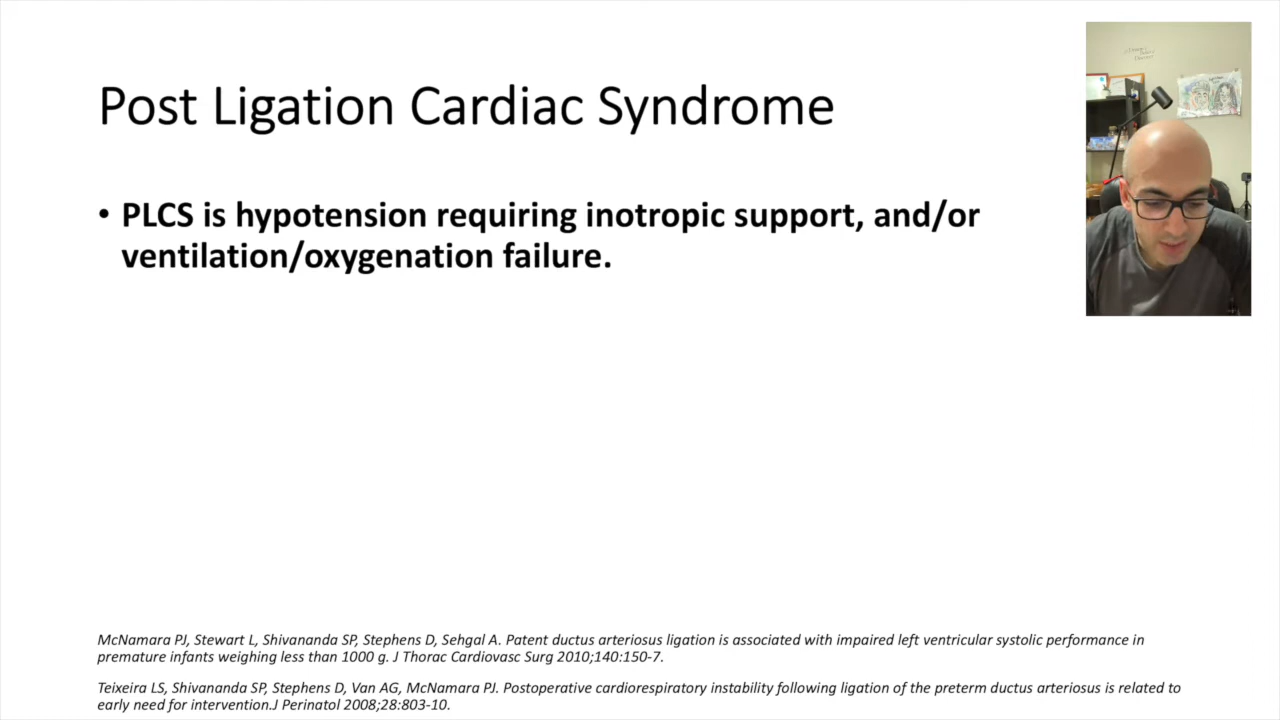 Post Ligation Cardiac Syndrome
• PLCS is hypotension requiring inotropic support, and/or
ventilation/oxygenation failure.
McNamara PJ, Stewart L, Shivananda SP, Stephens D, Sehgal A. Patent ductus arteriosus ligation is associated with impaired left ventricular systolic performance in
premature infants weighing less than 1000 g. J Thorac Cardiovasc Surg 2010;140:150-7.
Teixeira LS, Shivananda SP, Stephens D, Van AG, McNamara PJ. Postoperative cardiorespiratory instability following ligation of the preterm ductus arteriosus is related to
early need for intervention.J Perinatol 2008;28:803-10.